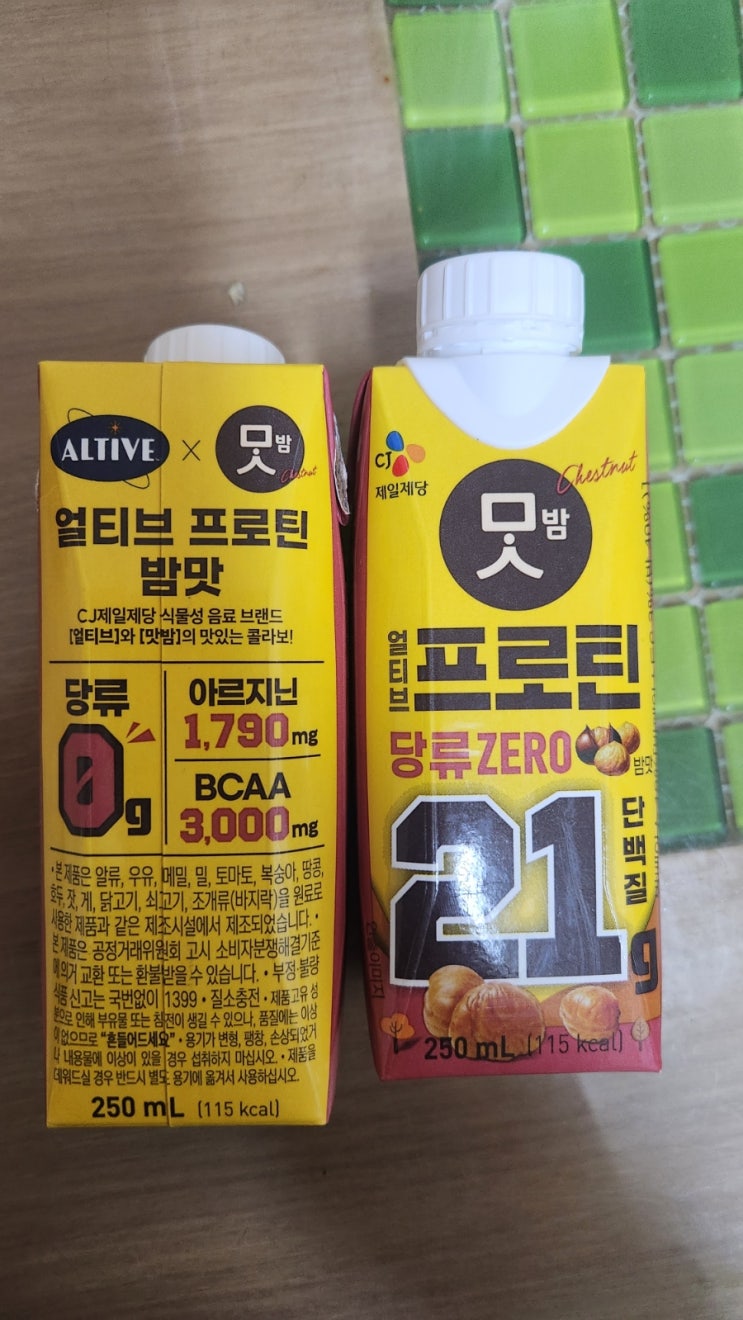 ALTIVE × 맛밤
Chestnut
얼티브 프로틴
밤맛
CJ제일제당 식물성 음료 브랜드
[얼티브]와 [맛밤]의 맛있는 콜라보!
당류
0g
아르지닌
1,790mg
BCAA
3,000mg
• 본 제품은 알류, 우유, 메밀, 밀, 토마토, 복숭아, 땅콩,
호두, 잣, 게, 닭고기, 쇠고기, 조개류(바지락)을 원료로
사용한 제품과 같은 제조시설에서 제조되었습니다. •
본 제품은 공정거래위원회 고시 소비자분쟁해결기준
에 의거 교환 또는 환불받을 수 있습니다. • 부정·불량
식품 신고는 국번없이 1399 • 질소충전 • 제품 고유 성
분으로 인해 부유물 또는 침전이 생길 수 있으나, 품질에는 이상
이 없으므로 "흔들어드세요" • 용기가 변형, 팽창, 손상되었거
나 내용물에 이상이 있을 경우 섭취하지 마십시오. • 제품을
데워드실 경우 반드시 별도 용기에 옮겨서 사용하십시오.
250 mL (115 kcal)
CJ
제일제당
맛밤
Chestnut
얼티브
프로틴
당류 ZERO
밤맛
21g
단백질
연출이미지
250 mL (115 kcal)